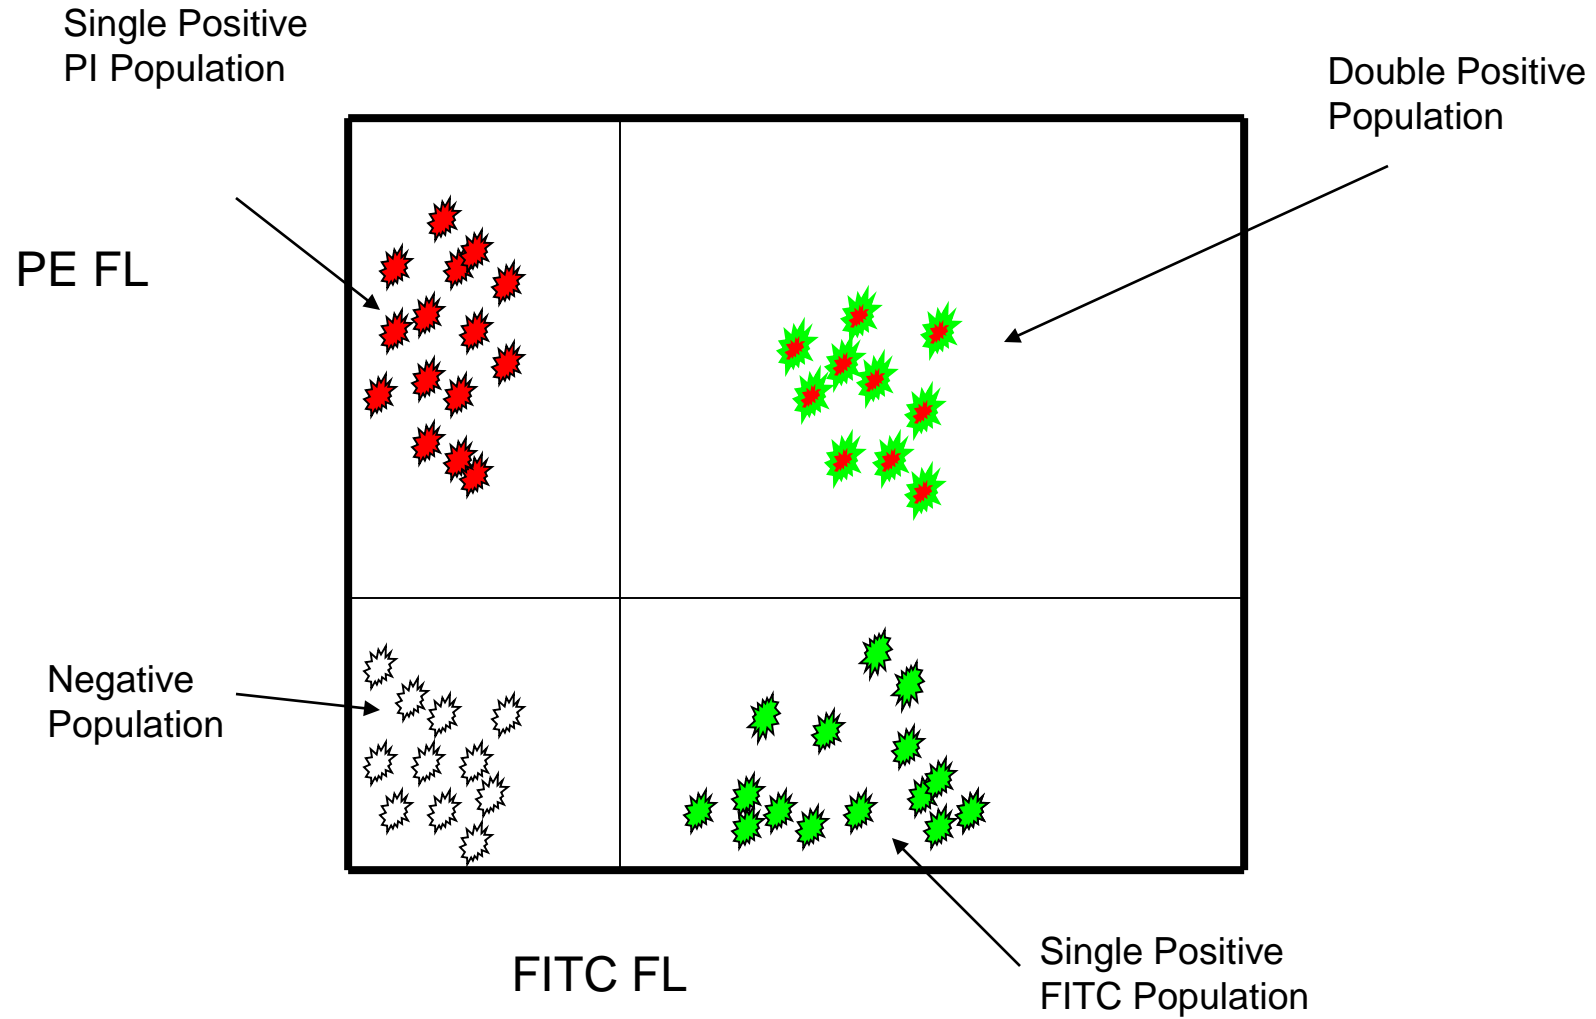 Single Positive
PI Population
Double Positive
Population
PE FL
Negative
Population
Single Positive
FITC Population
FITC FL